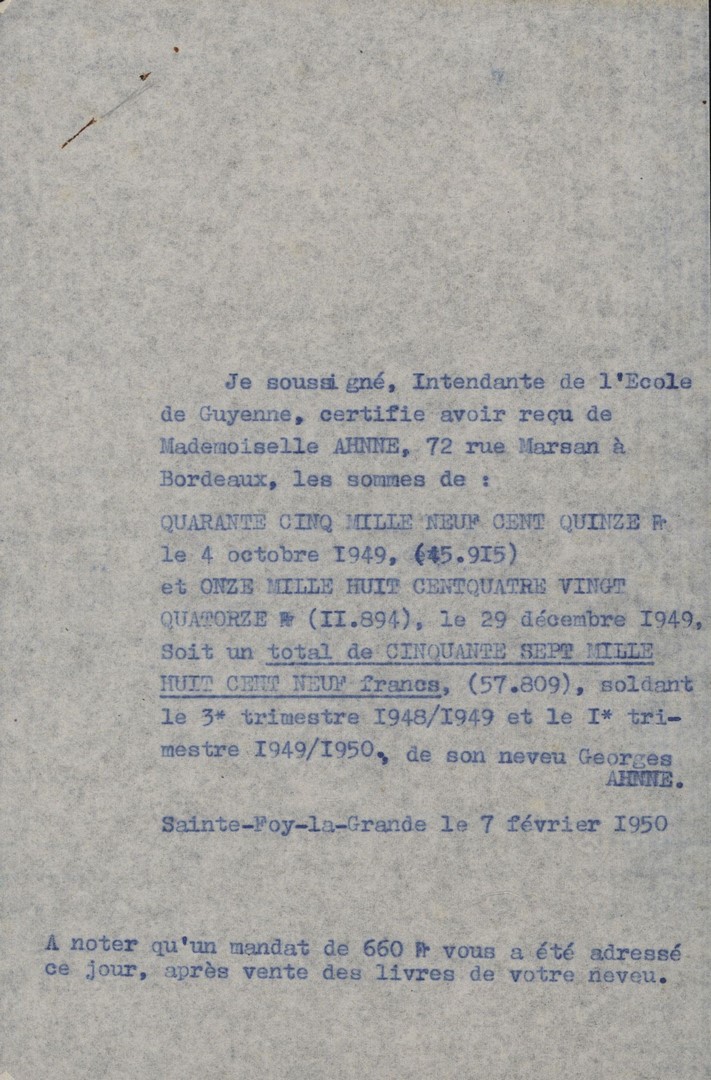 Je soussigné, Intendante de l'Ecole
de Guyenne, certifie avoir reçu de
Mademoiselle AHNNE, 72 rue Marsan à
Bordeaux, les sommes de :
QUARANTE CINQ MILLE NEUF CENT QUINZE Fr
le 4 octobre I949, (45.9I5)
et ONZE MILLE HUIT CENTQUATRE VINGT
QUATORZE Fr (II.894), le 29 décembre I949,
Soit un total de CINQUANTE SEPT MILLE
HUIT CENT NEUF francs, (57.809), soldant
le 3* trimestre I948/I949 et le I* tri-
mestre I949/I950., de son neveu Georges
AHNNE.
Sainte-Foy-la-Grande le 7 février I950
A noter qu'un mandat de 660 Fr vous a été adressé
ce jour, après vente des livres de votre neveu.